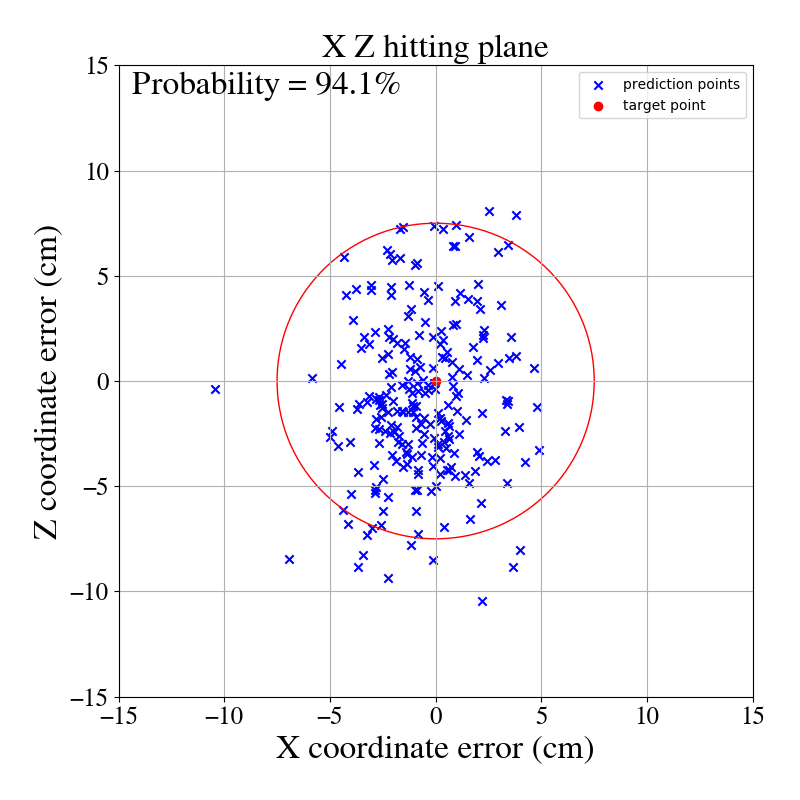 X Z hitting plane
Probability = 94.1%
prediction points
target point
15
10
5
0
−5
−10
−15
Z coordinate error (cm)
−15 −10 −5 0 5 10 15
X coordinate error (cm)